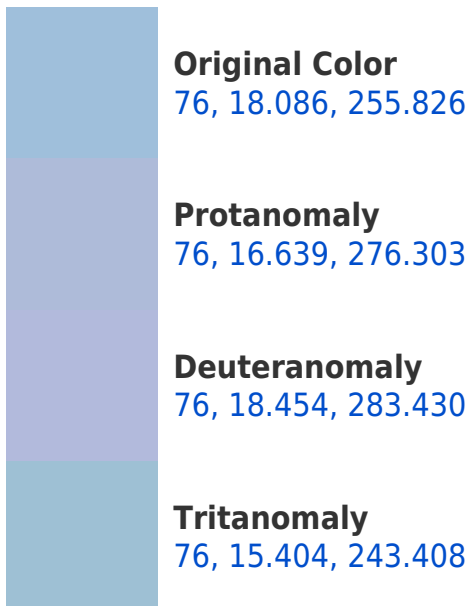 Original Color
76, 18.086, 255.826
Protanomaly
76, 16.639, 276.303
Deuteranomaly
76, 18.454, 283.430
Tritanomaly
76, 15.404, 243.408